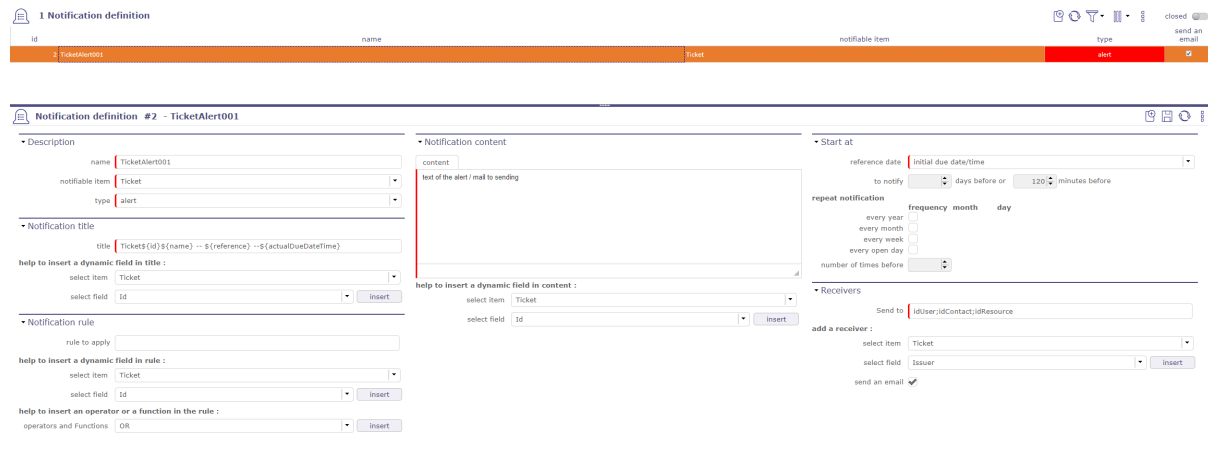 1 Notification definition
closed
id name notifiable item type send an email
2 TicketAlert001 Ticket alert
Notification definition #2 - TicketAlert001
Description
name TicketAlert001
notifiable item Ticket
type alert
Notification title
title Ticket${id}${name} -- ${reference} --${actualDueDateTime}
help to insert a dynamic field in title :
select item Ticket
select field Id insert
Notification rule
rule to apply
help to insert a dynamic field in rule :
select item Ticket
select field Id insert
help to insert an operator or a function in the rule :
operators and Functions OR insert
Notification content
content
text of the alert / mail to sending
help to insert a dynamic field in content :
select item Ticket
select field Id insert
Start at
reference date initial due date/time
to notify days before or 120 minutes before
repeat notification
frequency month day
every year
every month
every week
every open day
number of times before
Receivers
Send to idUser;idContact;idResource
add a receiver :
select item Ticket
select field Issuer insert
send an email